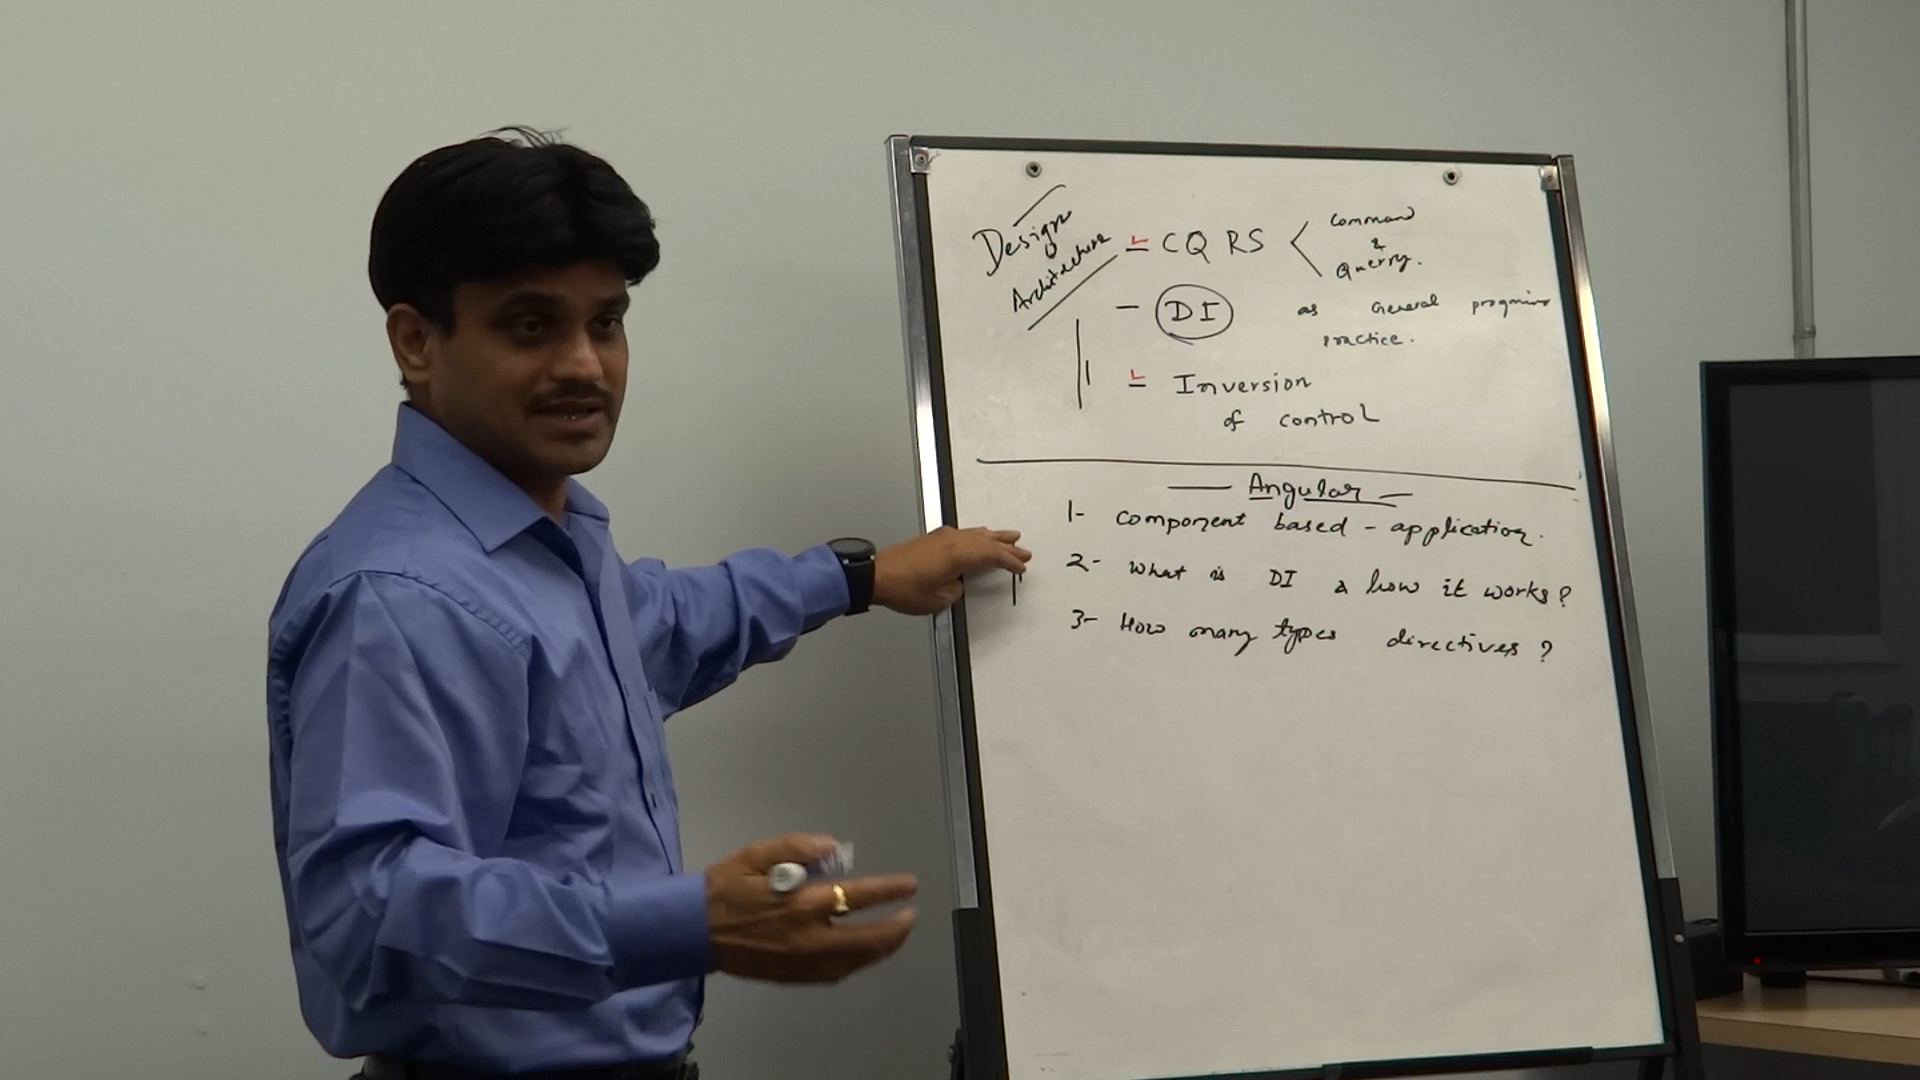 Design
Architecture
- CQRS < Command
&
Querry.
- DI as General progming
practice.
- Inversion
of control
Angular
1- component based - application.
2- what is DI & how it works?
3- How many types directives?